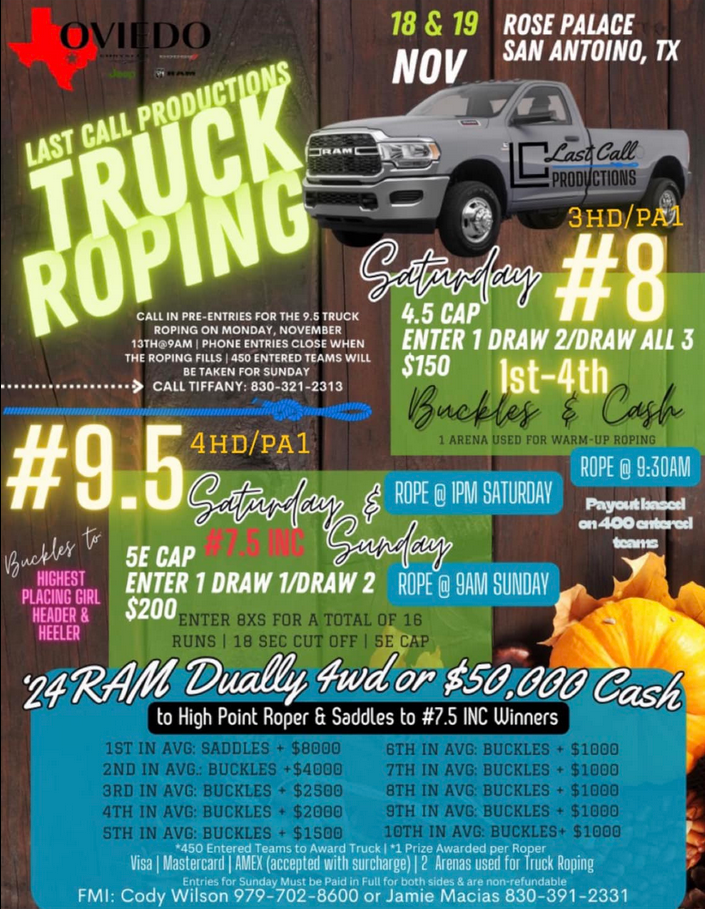 OVIEDO
CHRYSLER DODGE
Jeep RAM
18 & 19
NOV
ROSE PALACE
SAN ANTOINO, TX
LAST CALL PRODUCTIONS
TRUCK
ROPING
RAM
LC Last Call
PRODUCTIONS
3HD/PA1
Saturday
#8
4.5 CAP
ENTER 1 DRAW 2/DRAW ALL 3
$150
1st-4th
Buckles & Cash
1 ARENA USED FOR WARM-UP ROPING
ROPE @ 9:30AM
Payout based
on 400 entered
teams
CALL IN PRE-ENTRIES FOR THE 9.5 TRUCK
ROPING ON MONDAY, NOVEMBER
13TH@9AM | PHONE ENTRIES CLOSE WHEN
THE ROPING FILLS | 450 ENTERED TEAMS WILL
BE TAKEN FOR SUNDAY
CALL TIFFANY: 830-321-2313
#9.5
4HD/PA1
Saturday &
Sunday
ROPE @ 1PM SATURDAY
#7.5 INC
5E CAP
ENTER 1 DRAW 1/DRAW 2
ROPE @ 9AM SUNDAY
$200
ENTER 8XS FOR A TOTAL OF 16
RUNS | 18 SEC CUT OFF | 5E CAP
Buckles to
HIGHEST
PLACING GIRL
HEADER &
HEELER
'24 RAM Dually 4wd or $50,000 Cash
to High Point Roper & Saddles to #7.5 INC Winners
1ST IN AVG: SADDLES + $8000
2ND IN AVG.: BUCKLES +$4000
3RD IN AVG: BUCKLES + $2500
4TH IN AVG: BUCKLES + $2000
5TH IN AVG: BUCKLES + $1500
6TH IN AVG: BUCKLES + $1000
7TH IN AVG: BUCKLES + $1000
8TH IN AVG: BUCKLES + $1000
9TH IN AVG: BUCKLES + $1000
10TH IN AVG: BUCKLES+ $1000
*450 Entered Teams to Award Truck | *1 Prize Awarded per Roper
Visa | Mastercard | AMEX (accepted with surcharge) | 2 Arenas used for Truck Roping
Entries for Sunday Must be Paid in Full for both sides & are non-refundable
FMI: Cody Wilson 979-702-8600 or Jamie Macias 830-391-2331